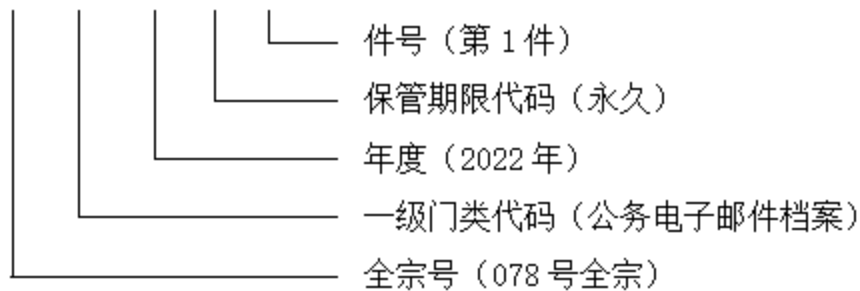 件号（第 1 件）
保管期限代码（永久）
年度（2022 年）
一级门类代码（公务电子邮件档案）
全宗号（078 号全宗）